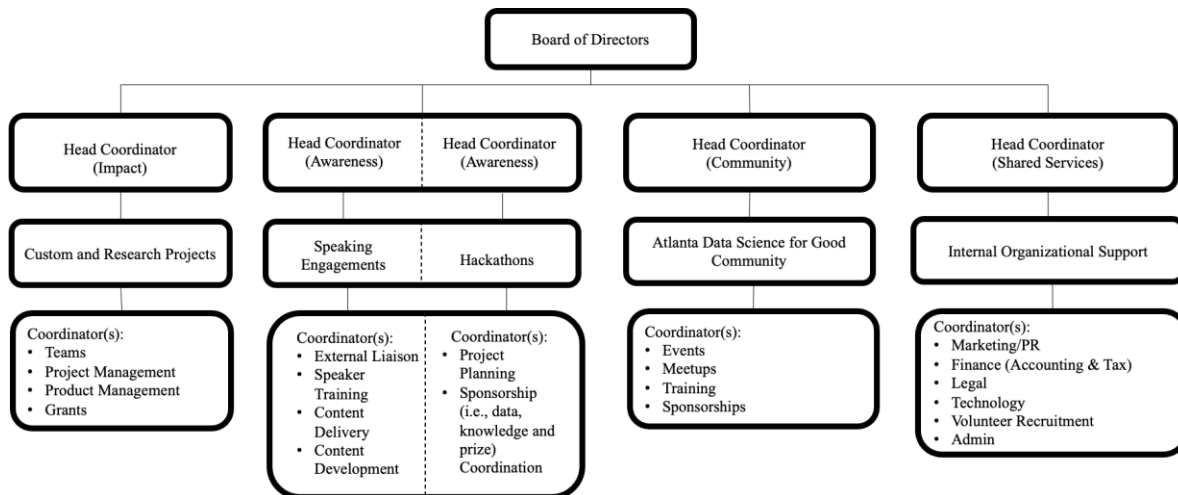 Board of Directors
Head Coordinator
(Impact)
Head Coordinator
(Awareness)
Head Coordinator
(Awareness)
Head Coordinator
(Community)
Head Coordinator
(Shared Services)
Custom and Research Projects
Speaking
Engagements
Hackathons
Atlanta Data Science for Good
Community
Internal Organizational Support
Coordinator(s):
• Teams
• Project Management
• Product Management
• Grants
Coordinator(s):
• External Liaison
• Speaker
Training
• Content
Delivery
• Content
Development
Coordinator(s):
• Project
Planning
• Sponsorship
(i.e., data,
knowledge and
prize)
Coordination
Coordinator(s):
• Events
• Meetups
• Training
• Sponsorships
Coordinator(s):
• Marketing/PR
• Finance (Accounting & Tax)
• Legal
• Technology
• Volunteer Recruitment
• Admin